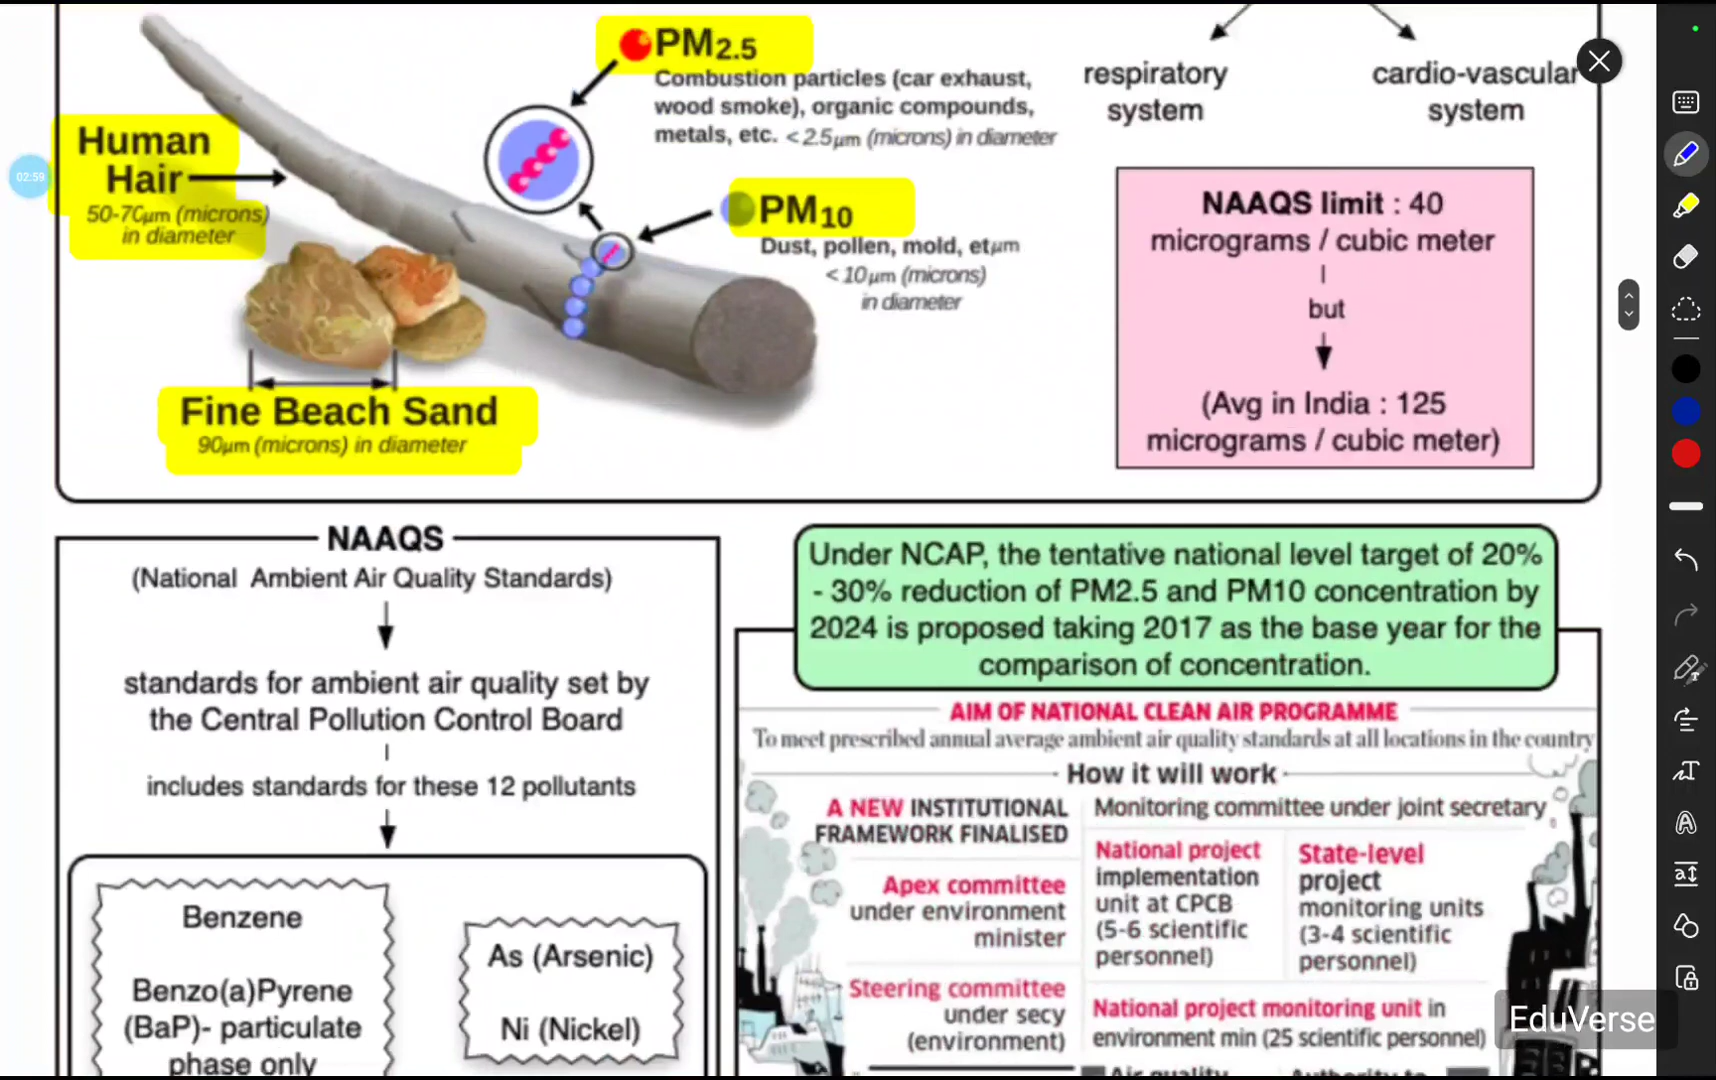 PM2.5
Combustion particles (car exhaust,
wood smoke), organic compounds,
metals, etc. < 2.5µm (microns) in diameter
respiratory
system
cardio-vascular
system
Human
Hair
50-70µm (microns)
in diameter
02:59
PM10
Dust, pollen, mold, etµm
< 10µm (microns)
in diameter
NAAQS limit : 40
micrograms / cubic meter
but
(Avg in India : 125
micrograms / cubic meter)
Fine Beach Sand
90µm (microns) in diameter
NAAQS
(National Ambient Air Quality Standards)
standards for ambient air quality set by
the Central Pollution Control Board
includes standards for these 12 pollutants
Benzene
Benzo(a)Pyrene
(BaP)- particulate
phase only
As (Arsenic)
Ni (Nickel)
Under NCAP, the tentative national level target of 20%
- 30% reduction of PM2.5 and PM10 concentration by
2024 is proposed taking 2017 as the base year for the
comparison of concentration.
AIM OF NATIONAL CLEAN AIR PROGRAMME
To meet prescribed annual average ambient air quality standards at all locations in the country
How it will work
A NEW INSTITUTIONAL
FRAMEWORK FINALISED
Apex committee
under environment
minister
Steering committee
under secy
(environment)
Monitoring committee under joint secretary
National project
implementation
unit at CPCB
(5-6 scientific
personnel)
State-level
project
monitoring units
(3-4 scientific
personnel)
National project monitoring unit in
environment min (25 scientific personnel)
Air quality
Authority to
EduVerse